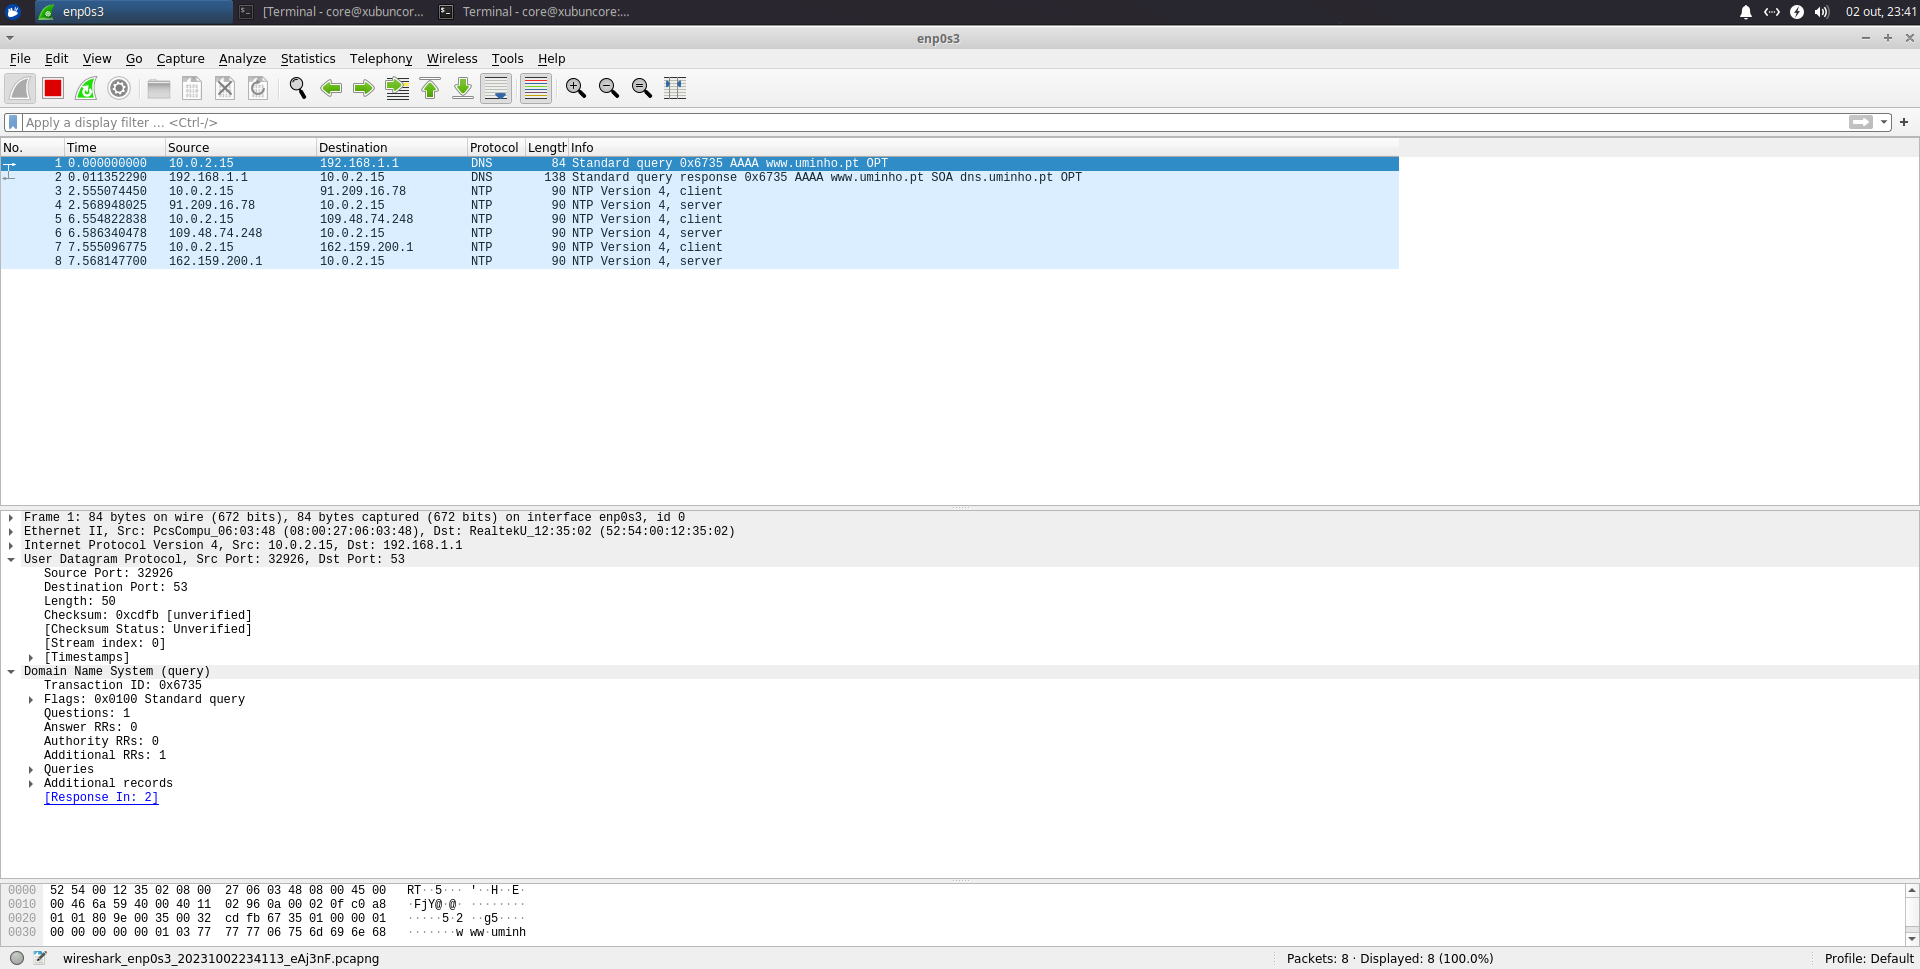 enp0s3 [Terminal - core@xubuncor... Terminal - core@xubuncore:... 02 out, 23:41
enp0s3
File Edit View Go Capture Analyze Statistics Telephony Wireless Tools Help
Apply a display filter ... <Ctrl-/>
No. Time Source Destination Protocol Length Info
1 0.000000000 10.0.2.15 192.168.1.1 DNS 84 Standard query 0x6735 AAAA www.uminho.pt OPT
2 0.011352290 192.168.1.1 10.0.2.15 DNS 138 Standard query response 0x6735 AAAA www.uminho.pt SOA dns.uminho.pt OPT
3 2.555074450 10.0.2.15 91.209.16.78 NTP 90 NTP Version 4, client
4 2.568948025 91.209.16.78 10.0.2.15 NTP 90 NTP Version 4, server
5 6.554822838 10.0.2.15 109.48.74.248 NTP 90 NTP Version 4, client
6 6.586340478 109.48.74.248 10.0.2.15 NTP 90 NTP Version 4, server
7 7.555096775 10.0.2.15 162.159.200.1 NTP 90 NTP Version 4, client
8 7.568147700 162.159.200.1 10.0.2.15 NTP 90 NTP Version 4, server
Frame 1: 84 bytes on wire (672 bits), 84 bytes captured (672 bits) on interface enp0s3, id 0
Ethernet II, Src: PcsCompu_06:03:48 (08:00:27:06:03:48), Dst: RealtekU_12:35:02 (52:54:00:12:35:02)
Internet Protocol Version 4, Src: 10.0.2.15, Dst: 192.168.1.1
User Datagram Protocol, Src Port: 32926, Dst Port: 53
Source Port: 32926
Destination Port: 53
Length: 50
Checksum: 0xcdfb [unverified]
[Checksum Status: Unverified]
[Stream index: 0]
[Timestamps]
Domain Name System (query)
Transaction ID: 0x6735
Flags: 0x0100 Standard query
Questions: 1
Answer RRs: 0
Authority RRs: 0
Additional RRs: 1
Queries
Additional records
[Response In: 2]
0000 52 54 00 12 35 02 08 00 27 06 03 48 08 00 45 00 RT··5··· '··H··E·
0010 00 46 6a 59 40 00 40 11 02 96 0a 00 02 0f c0 a8 ·FjY@·@· ········
0020 01 01 80 9e 00 35 00 32 cd fb 67 35 01 00 00 01 ·····5·2 ··g5····
0030 00 00 00 00 00 01 03 77 77 77 06 75 6d 69 6e 68 ·······w ww·uminh
wireshark_enp0s3_20231002234113_eAj3nF.pcapng Packets: 8 · Displayed: 8 (100.0%) Profile: Default